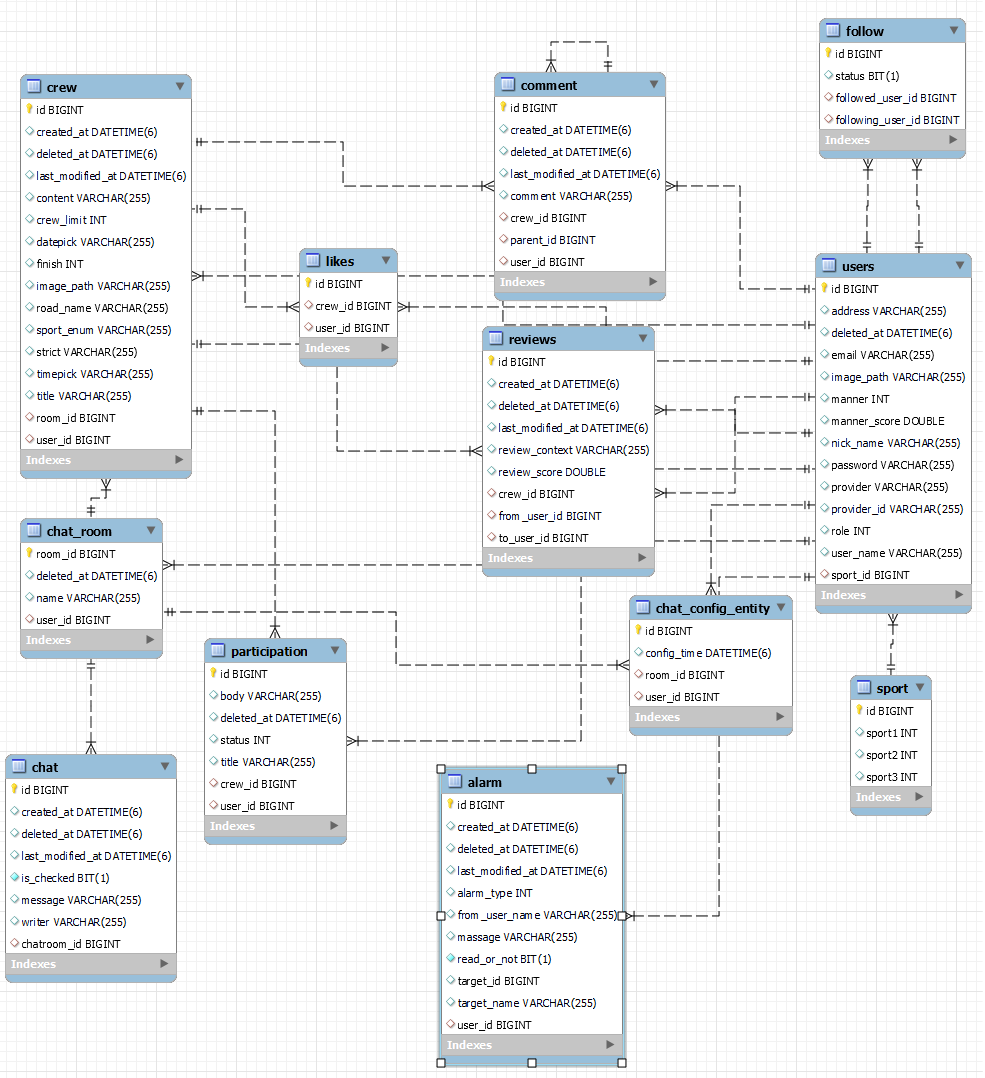 crew
id BIGINT
created_at DATETIME(6)
deleted_at DATETIME(6)
last_modified_at DATETIME(6)
content VARCHAR(255)
crew_limit INT
datepick VARCHAR(255)
finish INT
image_path VARCHAR(255)
road_name VARCHAR(255)
sport_enum VARCHAR(255)
strict VARCHAR(255)
timepick VARCHAR(255)
title VARCHAR(255)
room_id BIGINT
user_id BIGINT
Indexes
comment
id BIGINT
created_at DATETIME(6)
deleted_at DATETIME(6)
last_modified_at DATETIME(6)
comment VARCHAR(255)
crew_id BIGINT
parent_id BIGINT
user_id BIGINT
Indexes
follow
id BIGINT
status BIT(1)
followed_user_id BIGINT
following_user_id BIGINT
Indexes
likes
id BIGINT
crew_id BIGINT
user_id BIGINT
Indexes
users
id BIGINT
address VARCHAR(255)
deleted_at DATETIME(6)
email VARCHAR(255)
image_path VARCHAR(255)
manner INT
manner_score DOUBLE
nick_name VARCHAR(255)
password VARCHAR(255)
provider VARCHAR(255)
provider_id VARCHAR(255)
role INT
user_name VARCHAR(255)
sport_id BIGINT
Indexes
reviews
id BIGINT
created_at DATETIME(6)
deleted_at DATETIME(6)
last_modified_at DATETIME(6)
review_context VARCHAR(255)
review_score DOUBLE
crew_id BIGINT
from_user_id BIGINT
to_user_id BIGINT
Indexes
chat_room
room_id BIGINT
deleted_at DATETIME(6)
name VARCHAR(255)
user_id BIGINT
Indexes
participation
id BIGINT
body VARCHAR(255)
deleted_at DATETIME(6)
status INT
title VARCHAR(255)
crew_id BIGINT
user_id BIGINT
Indexes
chat_config_entity
id BIGINT
config_time DATETIME(6)
room_id BIGINT
user_id BIGINT
Indexes
sport
id BIGINT
sport1 INT
sport2 INT
sport3 INT
Indexes
chat
id BIGINT
created_at DATETIME(6)
deleted_at DATETIME(6)
last_modified_at DATETIME(6)
is_checked BIT(1)
message VARCHAR(255)
writer VARCHAR(255)
chatroom_id BIGINT
Indexes
alarm
id BIGINT
created_at DATETIME(6)
deleted_at DATETIME(6)
last_modified_at DATETIME(6)
alarm_type INT
from_user_name VARCHAR(255)
massage VARCHAR(255)
read_or_not BIT(1)
target_id BIGINT
target_name VARCHAR(255)
user_id BIGINT
Indexes